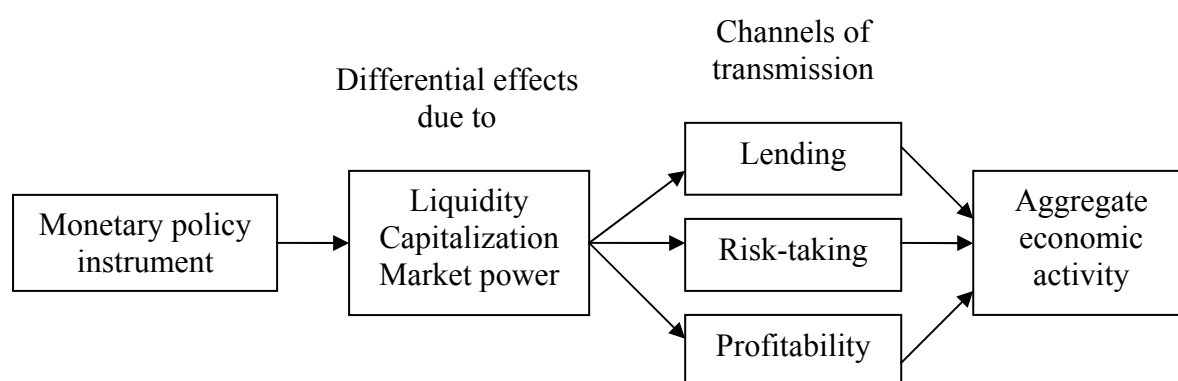 Channels of
transmission
Differential effects
due to
Monetary policy
instrument
Liquidity
Capitalization
Market power
Lending
Risk-taking
Profitability
Aggregate
economic
activity